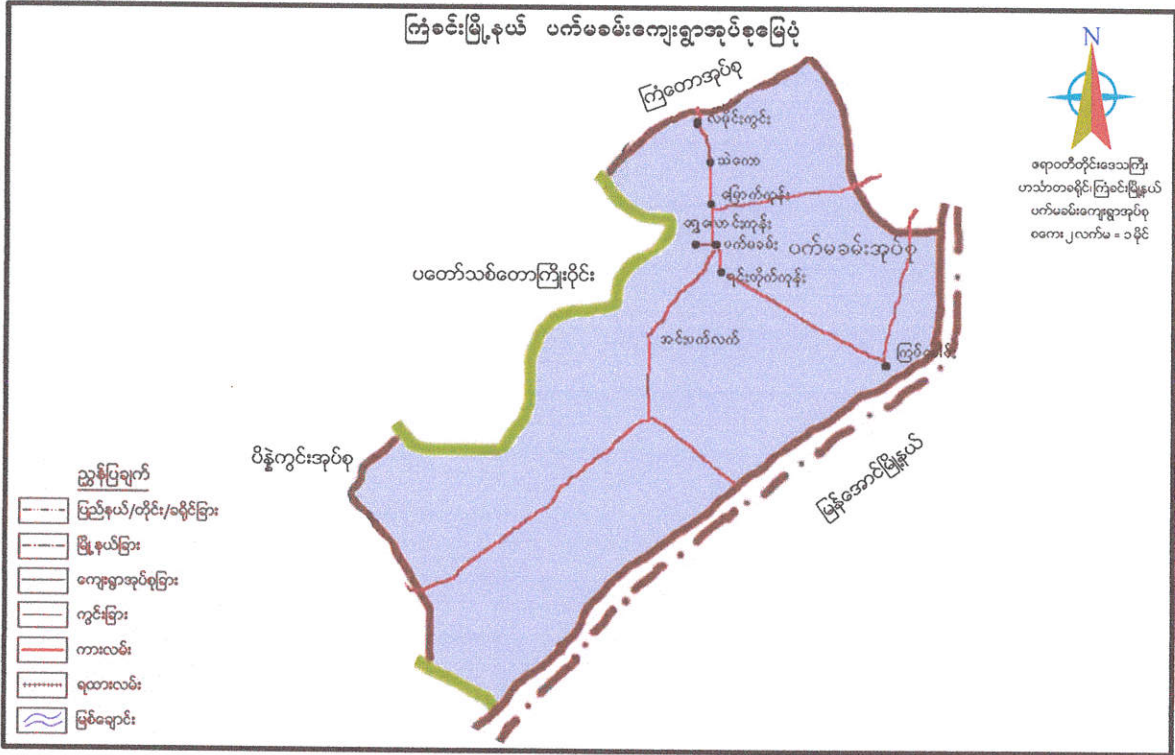 ကြံခင်းမြို့နယ် ပက်မခမ်းကျေးရွာအုပ်စုမြေပုံ
N
ဧရာဝတီတိုင်းဒေသကြီး
ဟင်္သာတခရိုင်၊ကြံခင်းမြို့နယ်
ပက်မခမ်းကျေးရွာအုပ်စု
စကေး၂လက်မ = ၁မိုင်
ကြံတောအုပ်စု
လမိုင်းကွင်း
သဲကော
မြောက်ကုန်း
ရွှေလောင်းကုန်း
ပက်မခမ်း
ပက်မခမ်းအုပ်စု
ရင်းတိုက်ကုန်း
ပတော်သစ်တောကြိုးဝိုင်း
အင်းပက်လက်
ပိန္နဲကွင်းအုပ်စု
မြန်အောင်မြို့နယ်
ညွှန်ပြချက်
ပြည်နယ်/တိုင်း/ခရိုင်ခြား
မြို့နယ်ခြား
ကျေးရွာအုပ်စုခြား
ကွင်းခြား
ကားလမ်း
ရထားလမ်း
မြစ်ချောင်း